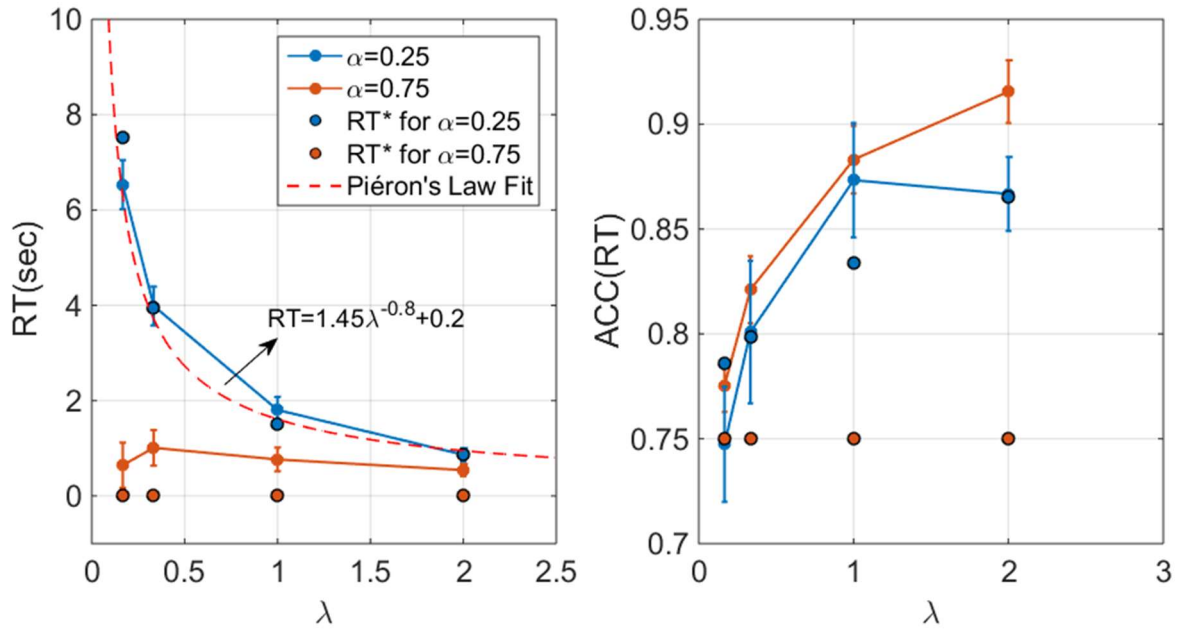 10
8
6
4
2
0
RT(sec)
0 0.5 1 1.5 2 2.5
λ
α=0.25
α=0.75
RT* for α=0.25
RT* for α=0.75
Piéron's Law Fit
RT=1.45λ^-0.8+0.2
0.95
0.9
0.85
0.8
0.75
0.7
ACC(RT)
0 1 2 3
λ